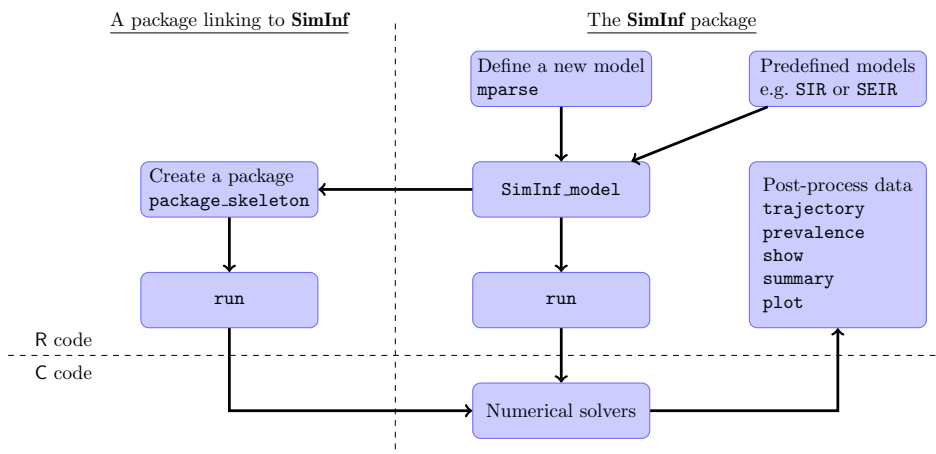 A package linking to SimInf
The SimInf package
Define a new model
mparse
Predefined models
e.g. SIR or SEIR
Create a package
package_skeleton
SimInf_model
Post-process data
trajectory
prevalence
show
summary
plot
run
run
R code
C code
Numerical solvers